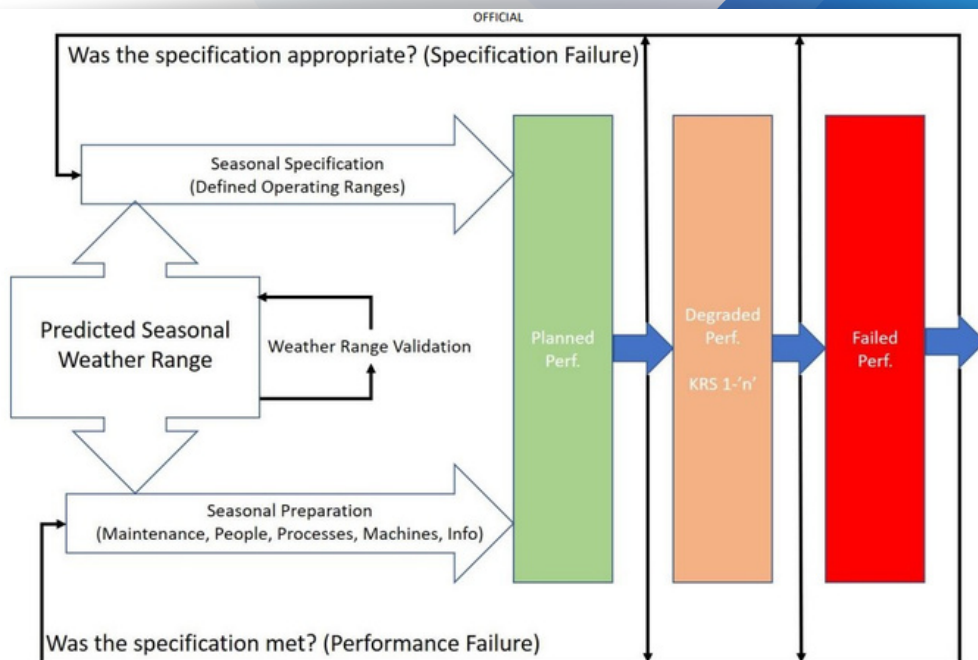 OFFICIAL
Was the specification appropriate? (Specification Failure)
Seasonal Specification
(Defined Operating Ranges)
Predicted Seasonal
Weather Range
Weather Range Validation
Planned
Perf.
Degraded
Perf.
KRS 1-'n'
Failed
Perf.
Seasonal Preparation
(Maintenance, People, Processes, Machines, Info)
Was the specification met? (Performance Failure)